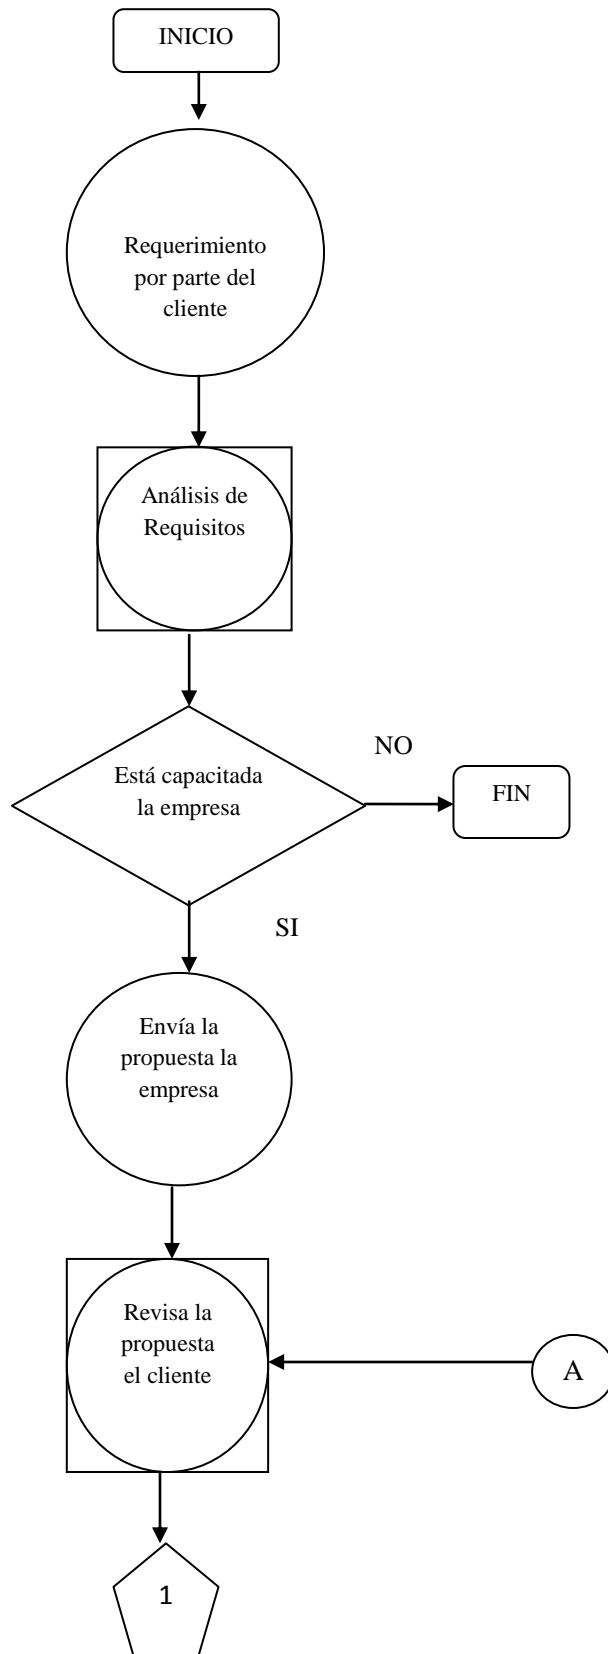 INICIO
Requerimiento
por parte del
cliente
Análisis de
Requisitos
NO
Está capacitada
la empresa
FIN
SI
Envía la
propuesta la
empresa
Revisa la
propuesta
el cliente
A
1